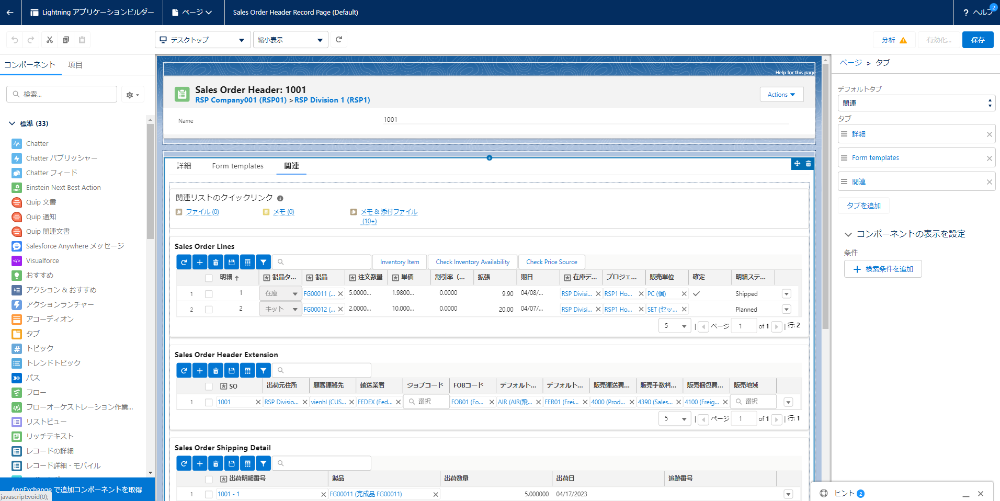 Lightning アプリケーションビルダー
ページ
Sales Order Header Record Page (Default)
? ヘルプ
2
デスクトップ
縮小表示
分析
有効化...
保存
コンポーネント
項目
検索...
標準 (33)
Chatter
Chatter パブリッシャー
Chatter フィード
Einstein Next Best Action
Quip 文書
Quip 通知
Quip 関連文書
Salesforce Anywhere メッセージ
Visualforce
おすすめ
アクション & おすすめ
アクションランチャー
アコーディオン
タブ
トピック
トレンドトピック
パス
フロー
フローオーケストレーション作業...
リストビュー
リッチテキスト
レコードの詳細
レコード詳細 - モバイル
AppExchange で追加コンポーネントを取得
javascript:void(0);
Help for this page
Sales Order Header: 1001
RSP Company001 (RSP01) > RSP Division 1 (RSP1)
Actions
Name
1001
詳細
Form templates
関連
関連リストのクイックリンク
ファイル (0)
メモ (0)
メモ & 添付ファイル
(10+)
Sales Order Lines
Inventory Item
Check Inventory Availability
Check Price Source
明細 製品タ... 製品 注文数量 単価 割引率（... 拡張 期日 在庫デ... プロジェ... 販売単位 確定 明細ステ...
1 1 在庫 FG00011 (... 5.0000... 1.9800... 0.0000 9.90 04/08/... RSP Divisi... RSP1 Ho... PC (個) Shipped
2 2 キット FG00012 (... 2.0000... 10.000... 0.0000 20.00 04/07/... RSP Divisi... RSP1 Ho... SET (セッ... Planned
5 | ページ 1 of 1 | 行: 2
Sales Order Header Extension
SO 出荷元住所 顧客連絡先 輸送業者 ジョブコード FOBコード デフォルト... デフォルト... 販売運送費... 販売手数料... 販売梱包費... 販売地域
1 1001 RSP Divisio... vienhl (CUS... FEDEX (Fed... 選択 FOB01 (Fo... AIR (AIR(飛... FER01 (Frei... 4000 (Prod... 4390 (Sales... 4100 (Freig... 選択
5 | ページ 1 of 1 | 行: 1
Sales Order Shipping Detail
出荷明細番号 製品 出荷数量 出荷日 追跡番号
1 1001 - 1 FG00011 (完成品 FG00011) 5.000000 04/17/2023
ページ > タブ
デフォルトタブ
関連
タブ
詳細
Form templates
関連
タブを追加
コンポーネントの表示を設定
条件
検索条件を追加
ヒント 2